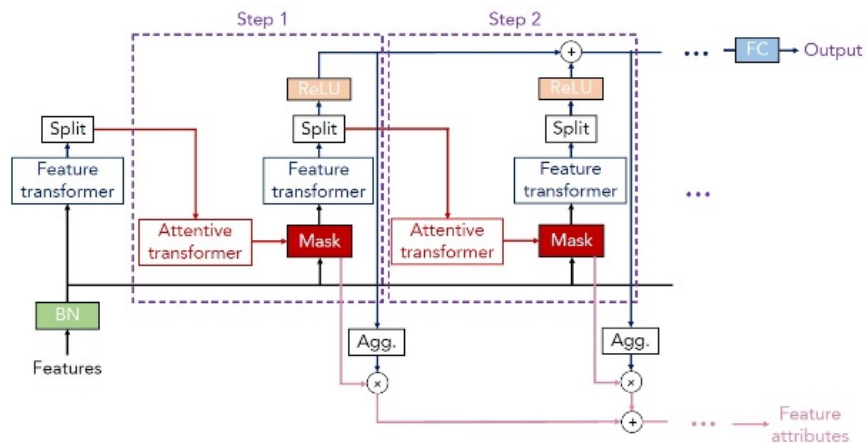 Step 1
Step 2
FC
Output
ReLU
ReLU
Split
Split
Split
Feature
transformer
Feature
transformer
Feature
transformer
...
Attentive
transformer
Mask
Attentive
transformer
Mask
BN
Features
Agg.
Agg.
Feature
attributes